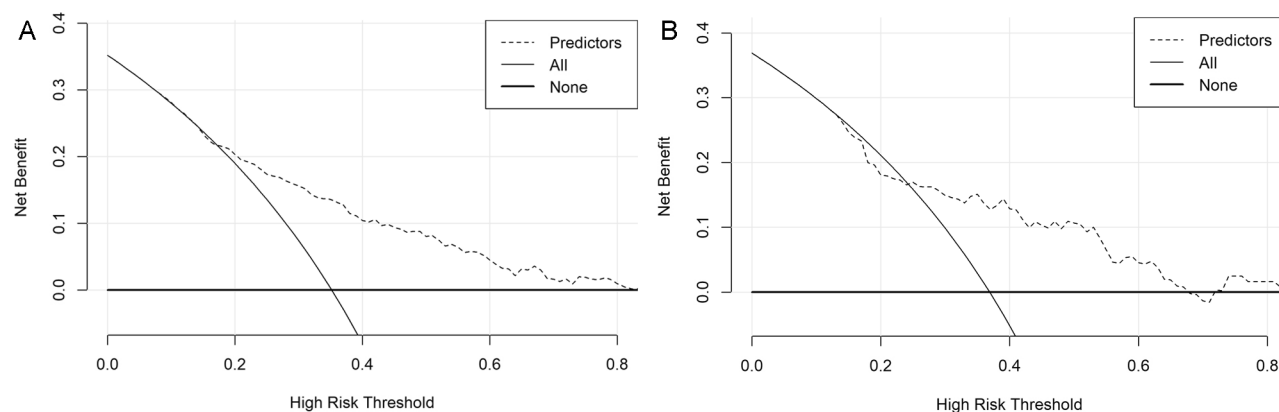 A
Predictors
All
None
Net Benefit
0.4
0.3
0.2
0.1
0.0
0.0 0.2 0.4 0.6 0.8
High Risk Threshold
B
Predictors
All
None
Net Benefit
0.4
0.3
0.2
0.1
0.0
0.0 0.2 0.4 0.6 0.8
High Risk Threshold